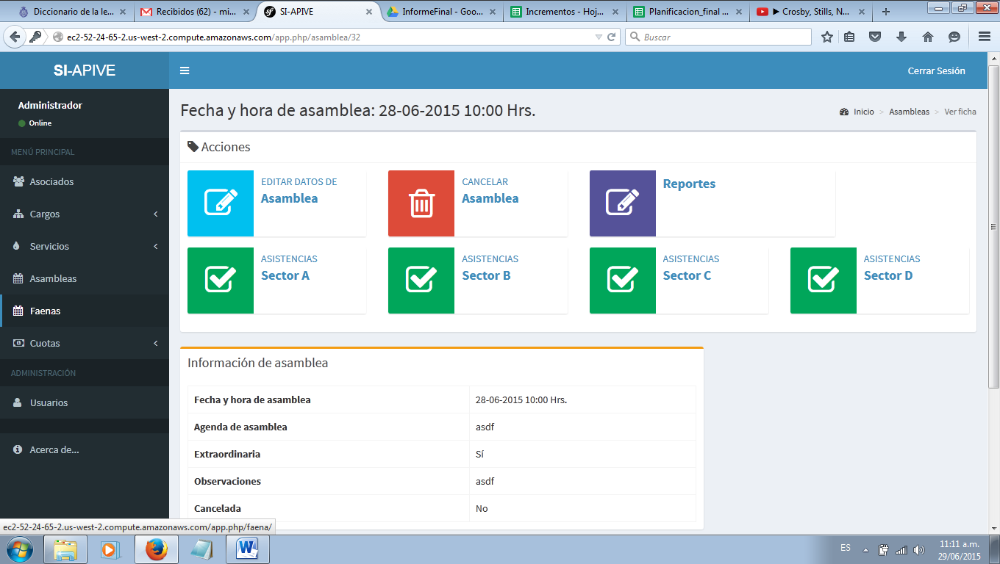 Diccionario de la le...
Recibidos (62) - mi...
SI-APIVE
InformeFinal - Goo...
Incrementos - Hoj...
Planificacion_final ...
► Crosby, Stills, N...
ec2-52-24-65-2.us-west-2.compute.amazonaws.com/app.php/asamblea/32
Buscar
SI-APIVE
Cerrar Sesión
Administrador
Online
MENÚ PRINCIPAL
Asociados
Cargos
Servicios
Asambleas
Faenas
Cuotas
ADMINISTRACIÓN
Usuarios
Acerca de...
Fecha y hora de asamblea: 28-06-2015 10:00 Hrs.
Inicio > Asambleas > Ver ficha
Acciones
EDITAR DATOS DE
Asamblea
CANCELAR
Asamblea
Reportes
ASISTENCIAS
Sector A
ASISTENCIAS
Sector B
ASISTENCIAS
Sector C
ASISTENCIAS
Sector D
Información de asamblea
Fecha y hora de asamblea 28-06-2015 10:00 Hrs.
Agenda de asamblea asdf
Extraordinaria Sí
Observaciones asdf
Cancelada No
ec2-52-24-65-2.us-west-2.compute.amazonaws.com/app.php/faena/
ES
11:11 a.m.
29/06/2015